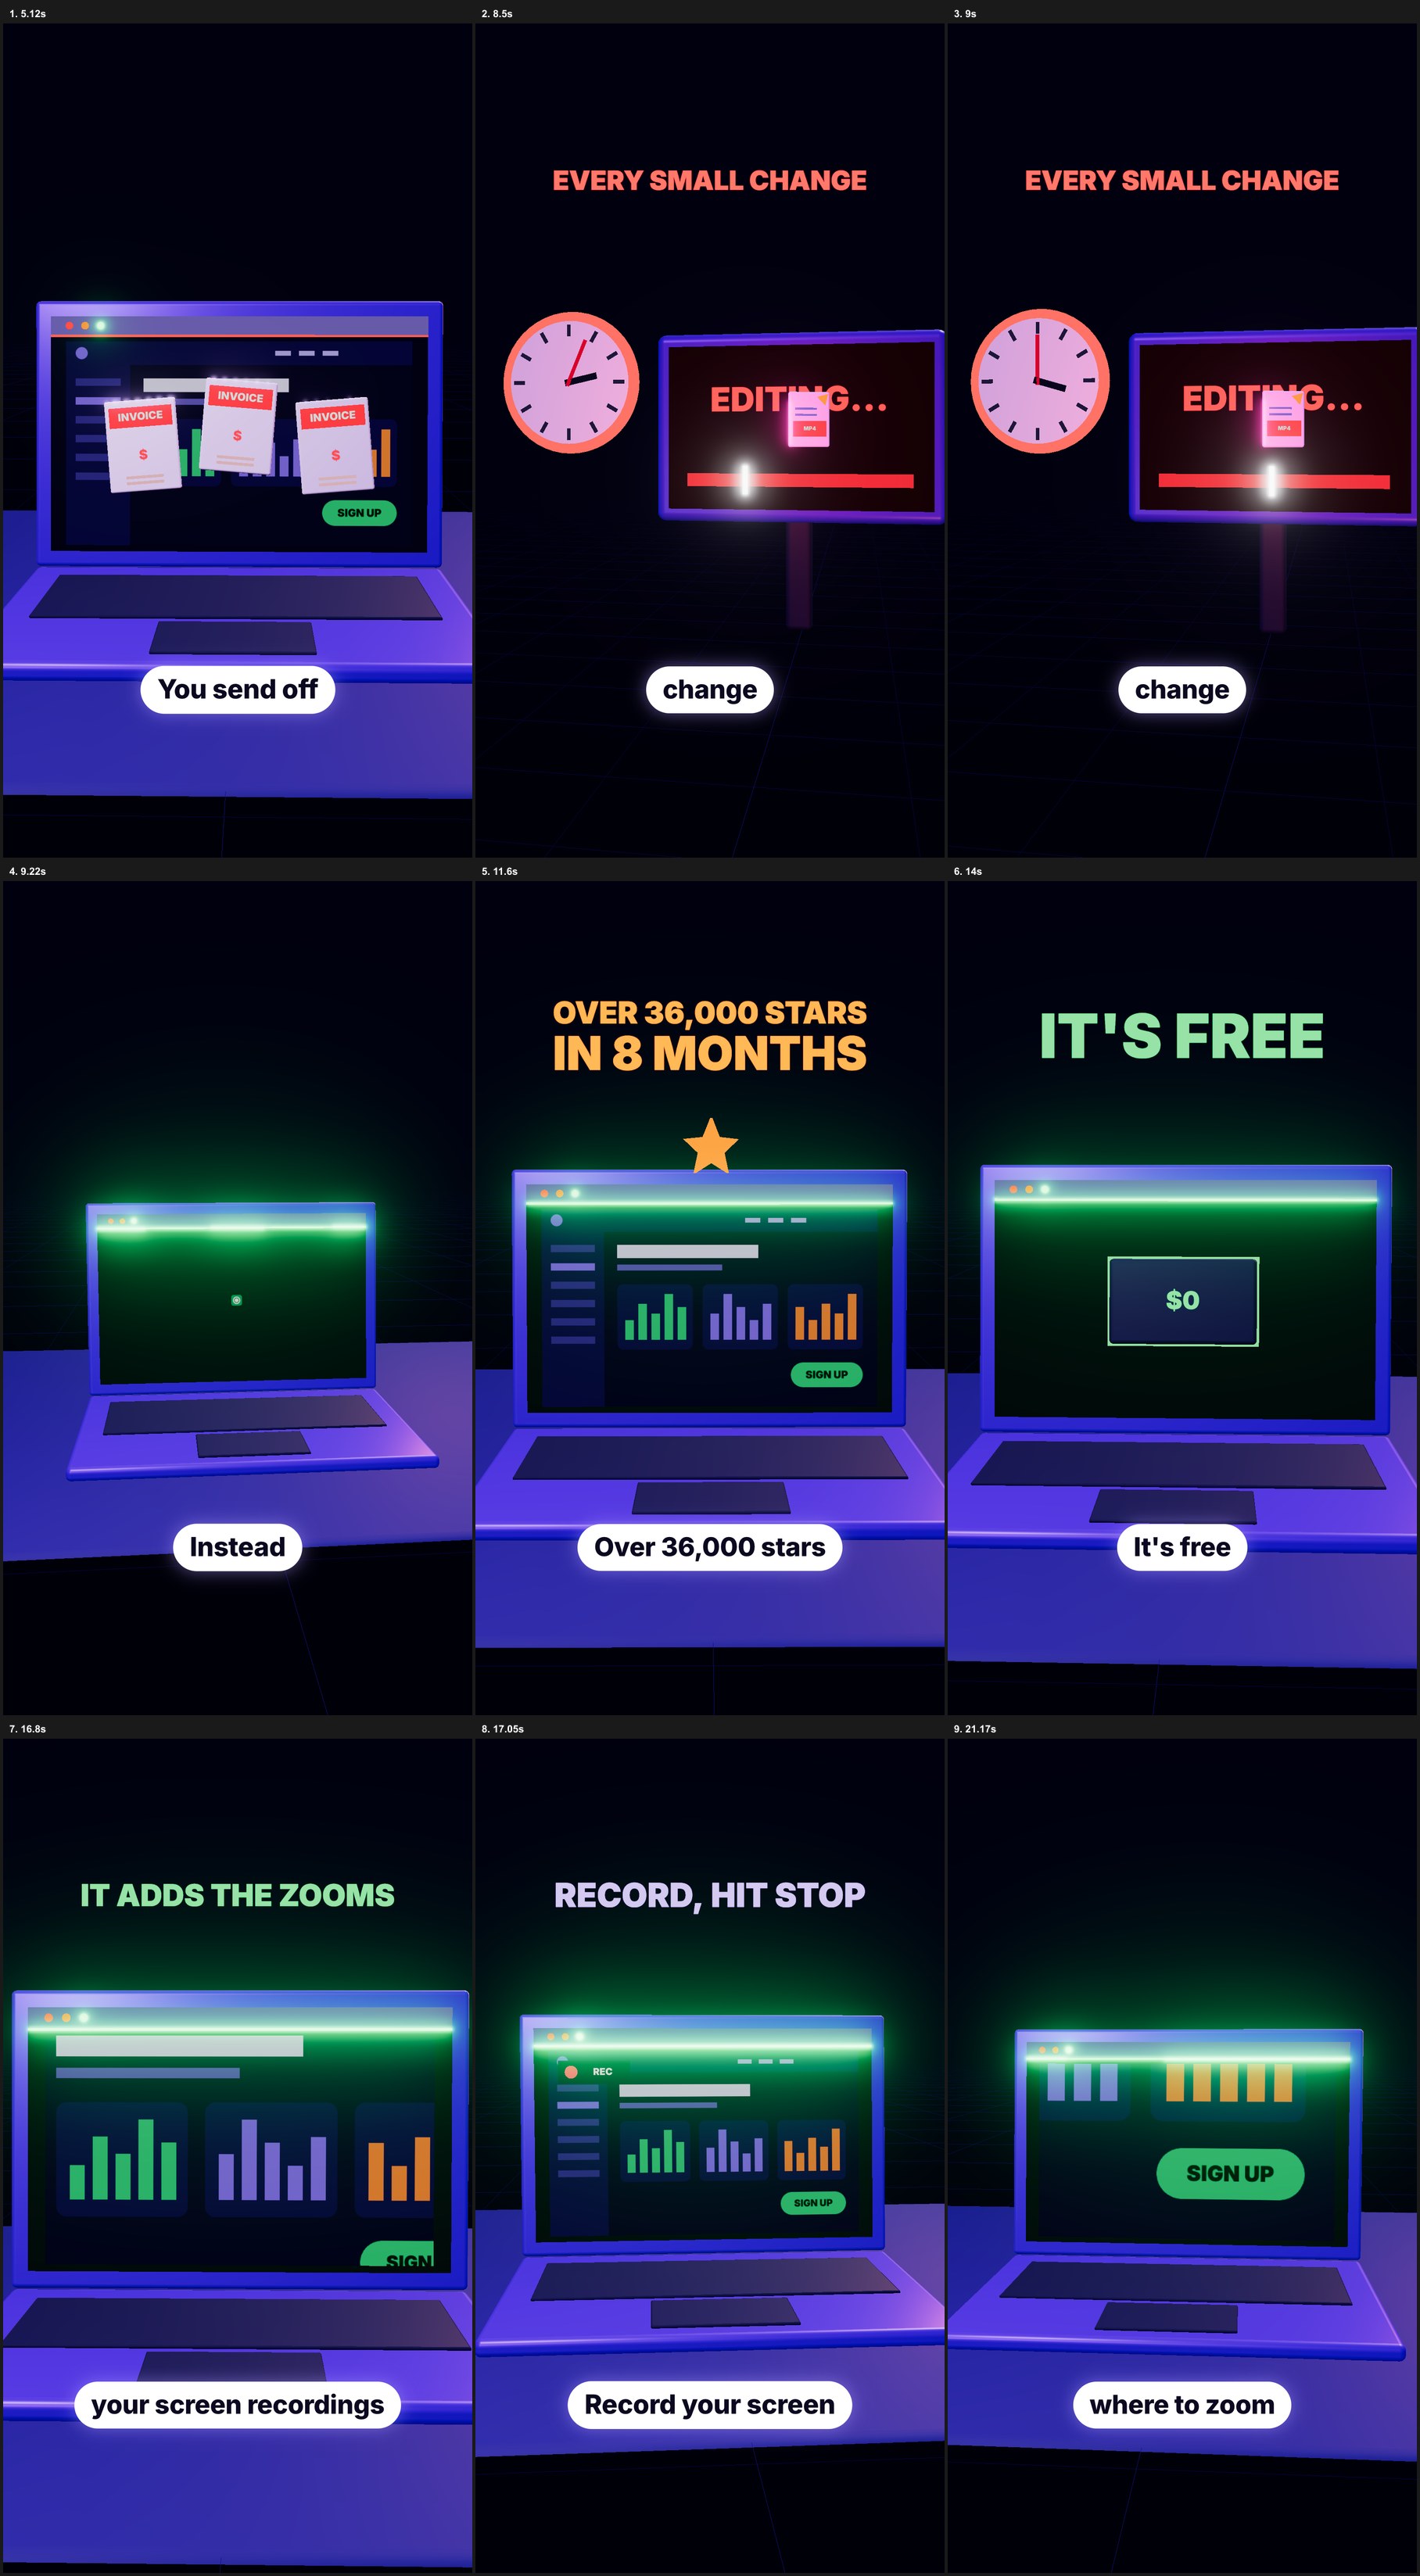 1. 5.12s
INVOICE
$
INVOICE
$
INVOICE
$
SIGN UP
You send off
2. 8.5s
EVERY SMALL CHANGE
EDITING...
MP4
change
3. 9s
EVERY SMALL CHANGE
EDITING...
MP4
change
4. 9.22s
Instead
5. 11.6s
OVER 36,000 STARS
IN 8 MONTHS
SIGN UP
Over 36,000 stars
6. 14s
IT'S FREE
$0
It's free
7. 16.8s
IT ADDS THE ZOOMS
SIGN
your screen recordings
8. 17.05s
RECORD, HIT STOP
REC
SIGN UP
Record your screen
9. 21.17s
SIGN UP
where to zoom